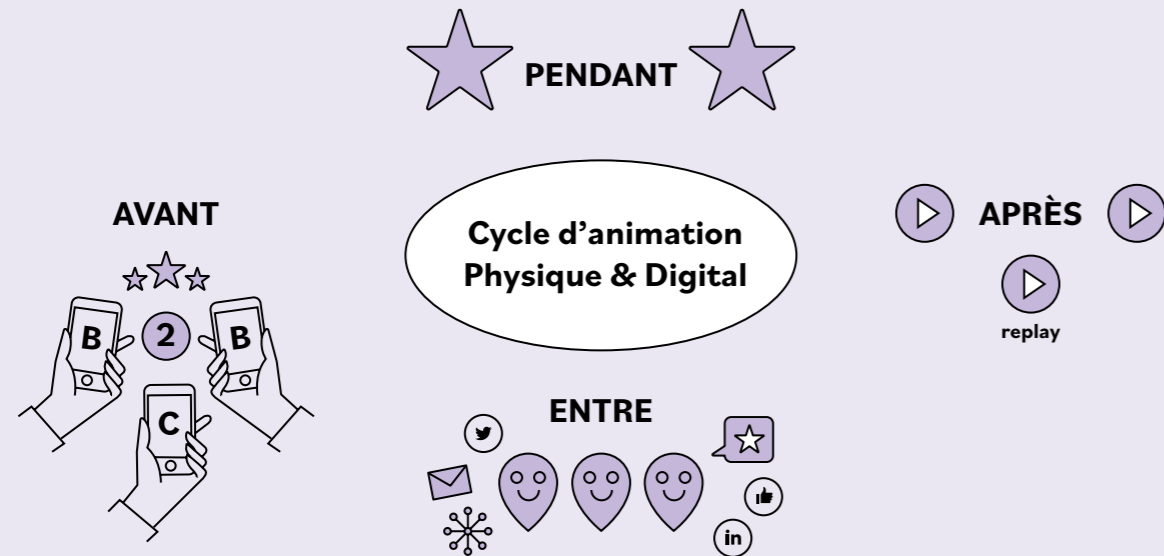 PENDANT
AVANT
Cycle d’animation
Physique & Digital
APRÈS
replay
B
2
B
C
ENTRE
in